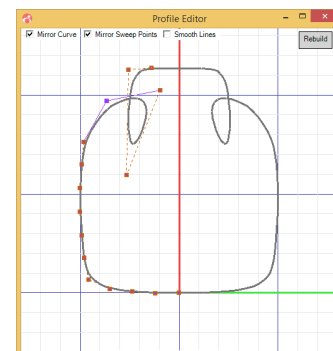 Profile Editor
Rebuild
Mirror Curve Mirror Sweep Points Smooth Lines